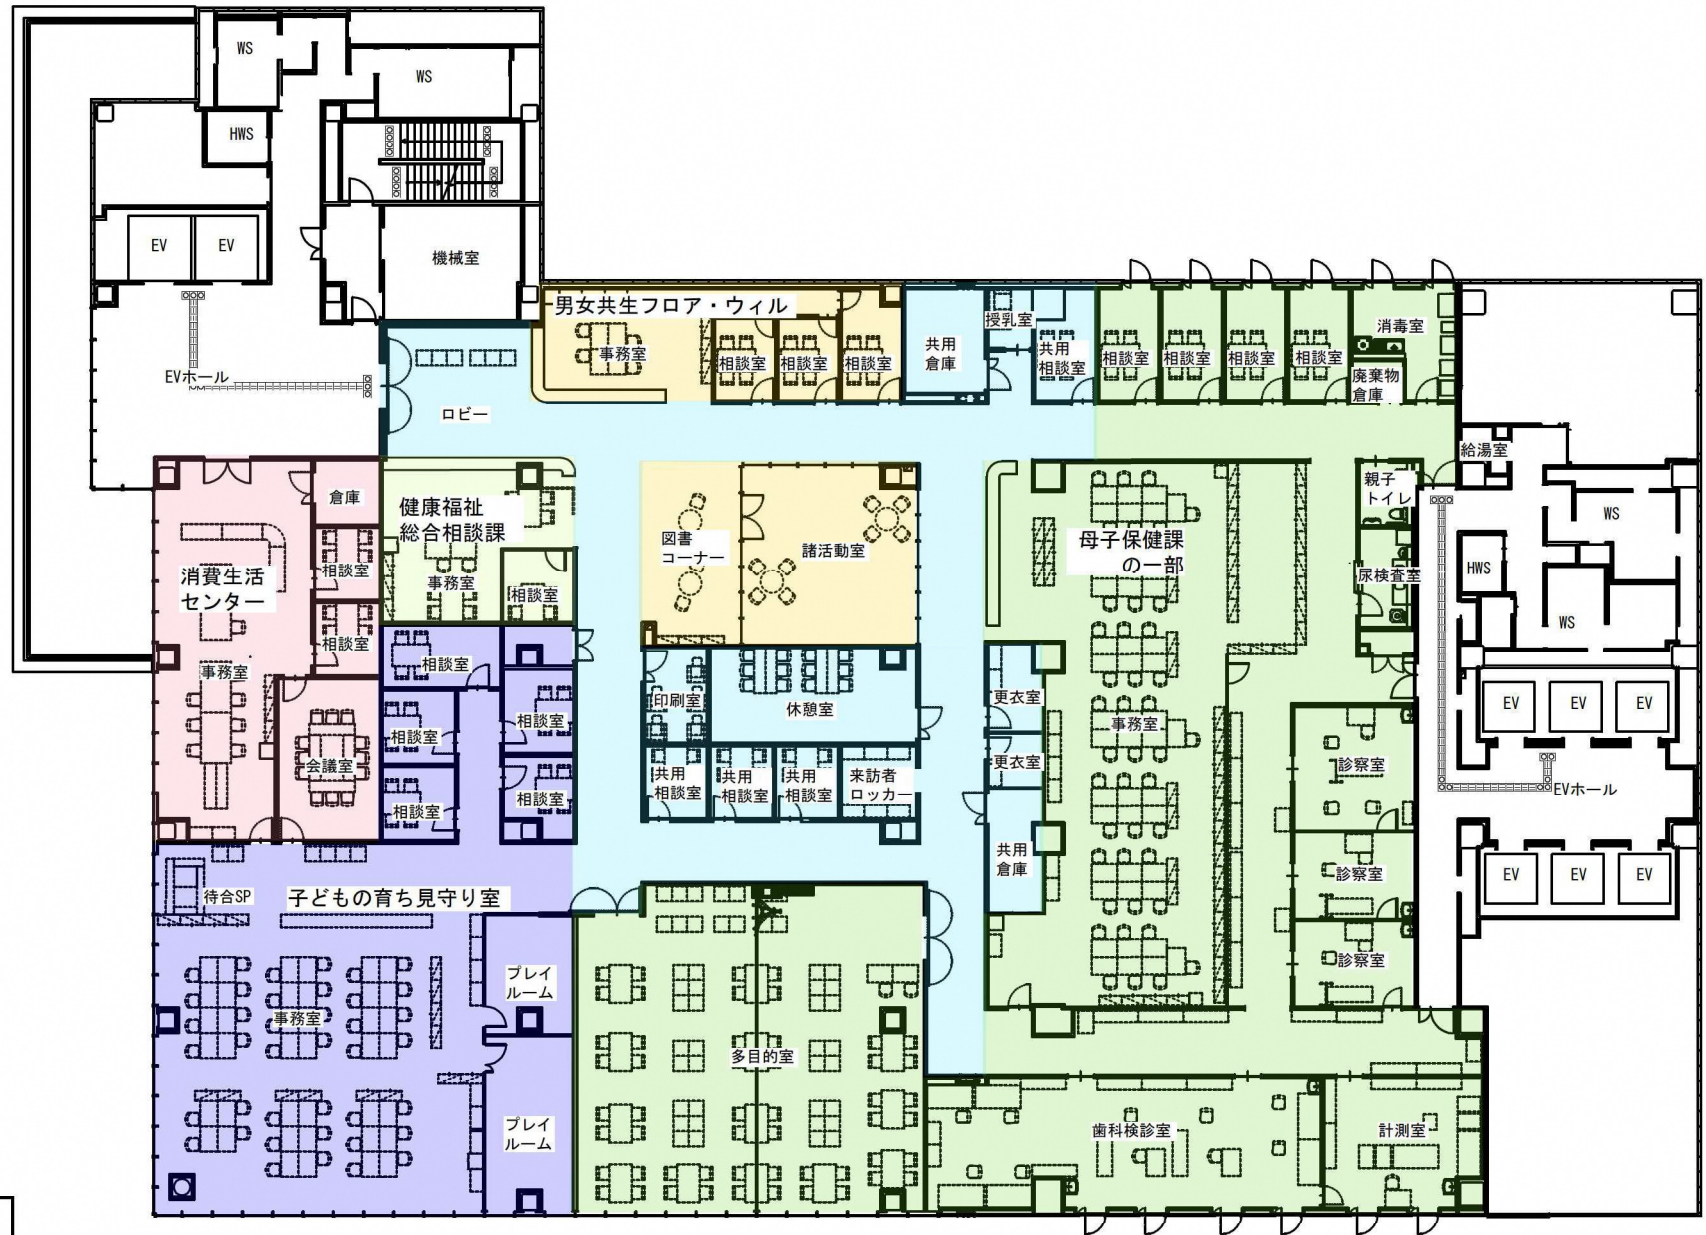 WS
WS
HWS
EV
EV
機械室
EVホール
ロビー
男女共生フロア・ウィル
事務室
相談室
相談室
相談室
共用
倉庫
授乳室
共用
相談室
相談室
相談室
相談室
相談室
消毒室
廃棄物
倉庫
給湯室
倉庫
相談室
相談室
消費生活
センター
事務室
会議室
健康福祉
総合相談課
事務室
相談室
図書
コーナー
諸活動室
母子保健課
の一部
親子
トイレ
尿検査室
WS
HWS
WS
相談室
相談室
相談室
相談室
相談室
印刷室
休憩室
共用
相談室
共用
相談室
共用
相談室
来訪者
ロッカー
更衣室
更衣室
共用
倉庫
事務室
診察室
診察室
診察室
EV
EV
EV
EVホール
EV
EV
EV
待合SP
子どもの育ち見守り室
事務室
プレイ
ルーム
プレイ
ルーム
多目的室
歯科検診室
計測室